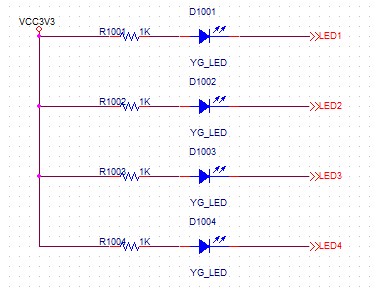 D1001
VCC3V3
R1001 1K LED1
YG_LED
D1002
R1002 1K LED2
YG_LED
D1003
R1003 1K LED3
YG_LED
D1004
R1004 1K LED4
YG_LED